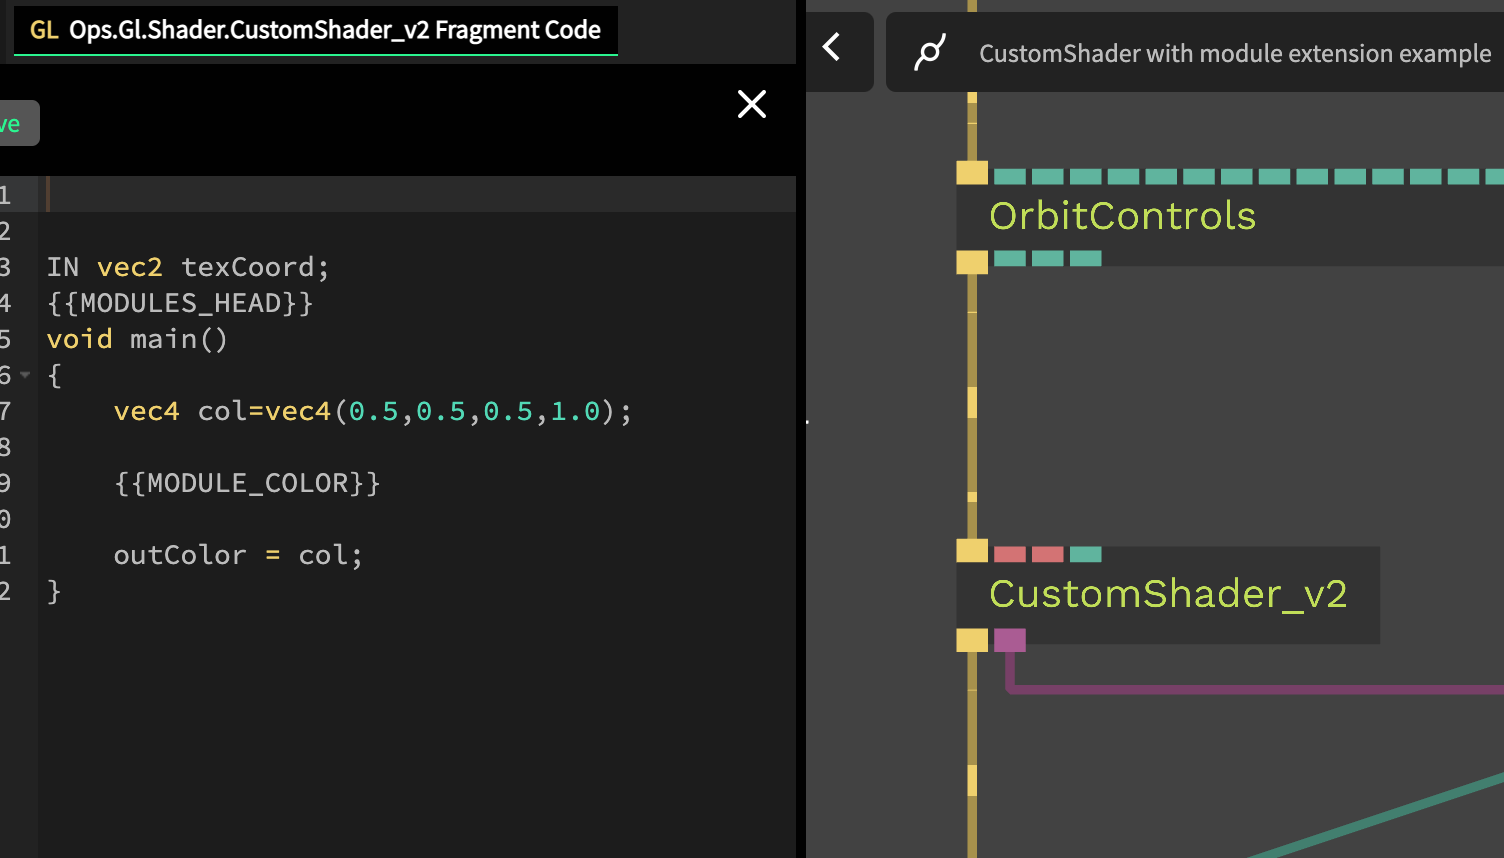 GL Ops.Gl.Shader.CustomShader_v2 Fragment Code
CustomShader with module extension example
ve
1
2
3 IN vec2 texCoord;
4 {{MODULES_HEAD}}
5 void main()
6 {
7     vec4 col=vec4(0.5,0.5,0.5,1.0);
8
9     {{MODULE_COLOR}}
0
1     outColor = col;
2 }
OrbitControls
CustomShader_v2